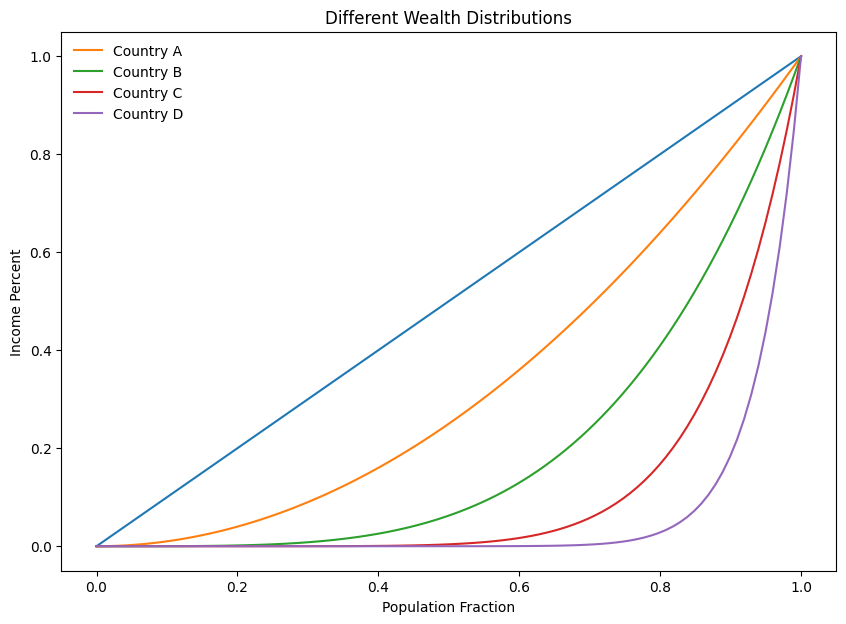 Different Wealth Distributions
Country A
Country B
Country C
Country D
1.0
0.8
0.6
0.4
0.2
0.0
Income Percent
0.0 0.2 0.4 0.6 0.8 1.0
Population Fraction